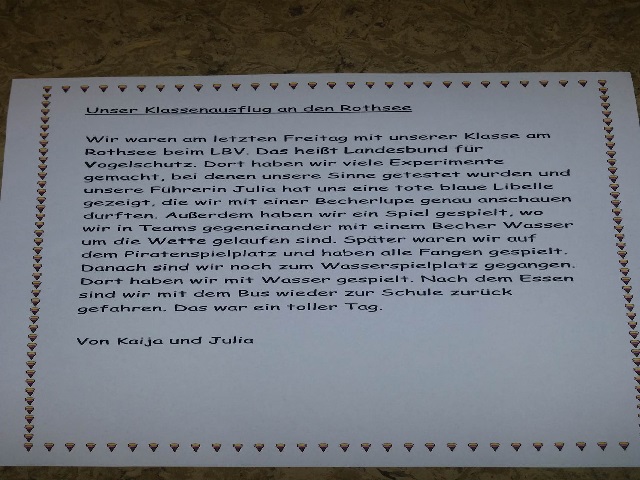 Unser Klassenausflug an den Rothsee
Wir waren am letzten Freitag mit unserer Klasse am
Rothsee beim LBV. Das heißt Landesbund für
Vogelschutz. Dort haben wir viele Experimente
gemacht, bei denen unsere Sinne getestet wurden und
unsere Führerin Julia hat uns eine tote blaue Libelle
gezeigt, die wir mit einer Becherlupe genau anschauen
durften. Außerdem haben wir ein Spiel gespielt, wo
wir in Teams gegeneinander mit einem Becher Wasser
um die Wette gelaufen sind. Später waren wir auf
dem Piratenspielplatz und haben alle Fangen gespielt.
Danach sind wir noch zum Wasserspielplatz gegangen.
Dort haben wir mit Wasser gespielt. Nach dem Essen
sind wir mit dem Bus wieder zur Schule zurück
gefahren. Das war ein toller Tag.
Von Kaija und Julia